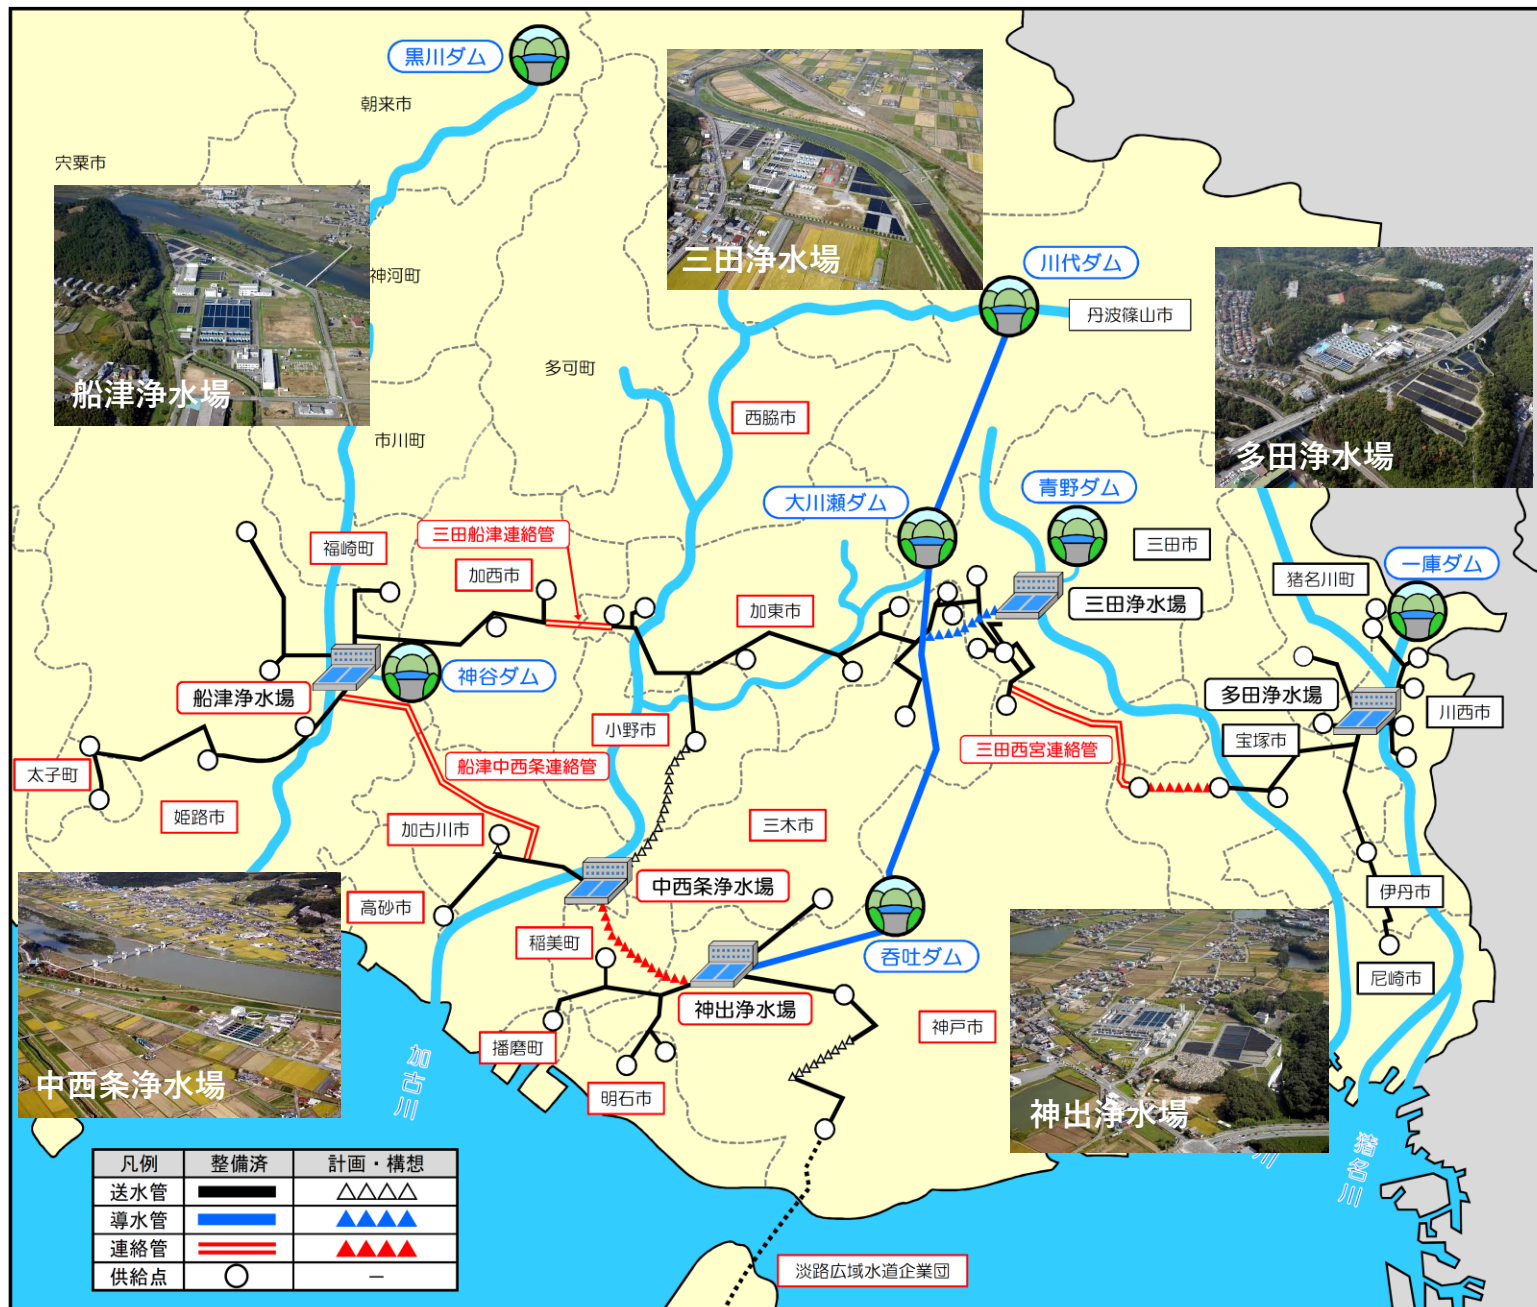 黒川ダム
朝来市
宍粟市
神河町
船津浄水場
三田浄水場
川代ダム
丹波篠山市
多可町
西脇市
市川町
多田浄水場
大川瀬ダム
青野ダム
三田船津連絡管
福崎町
加西市
三田市
一庫ダム
猪名川町
加東市
三田浄水場
神谷ダム
船津浄水場
多田浄水場
川西市
小野市
宝塚市
三田西宮連絡管
船津中西条連絡管
太子町
姫路市
加古川市
三木市
中西条浄水場
高砂市
伊丹市
稲美町
呑吐ダム
尼崎市
神出浄水場
播磨町
神戸市
明石市
加古川
中西条浄水場
神出浄水場
川
猪名川
凡例 整備済 計画・構想
送水管
導水管
連絡管
供給点 －
淡路広域水道企業団